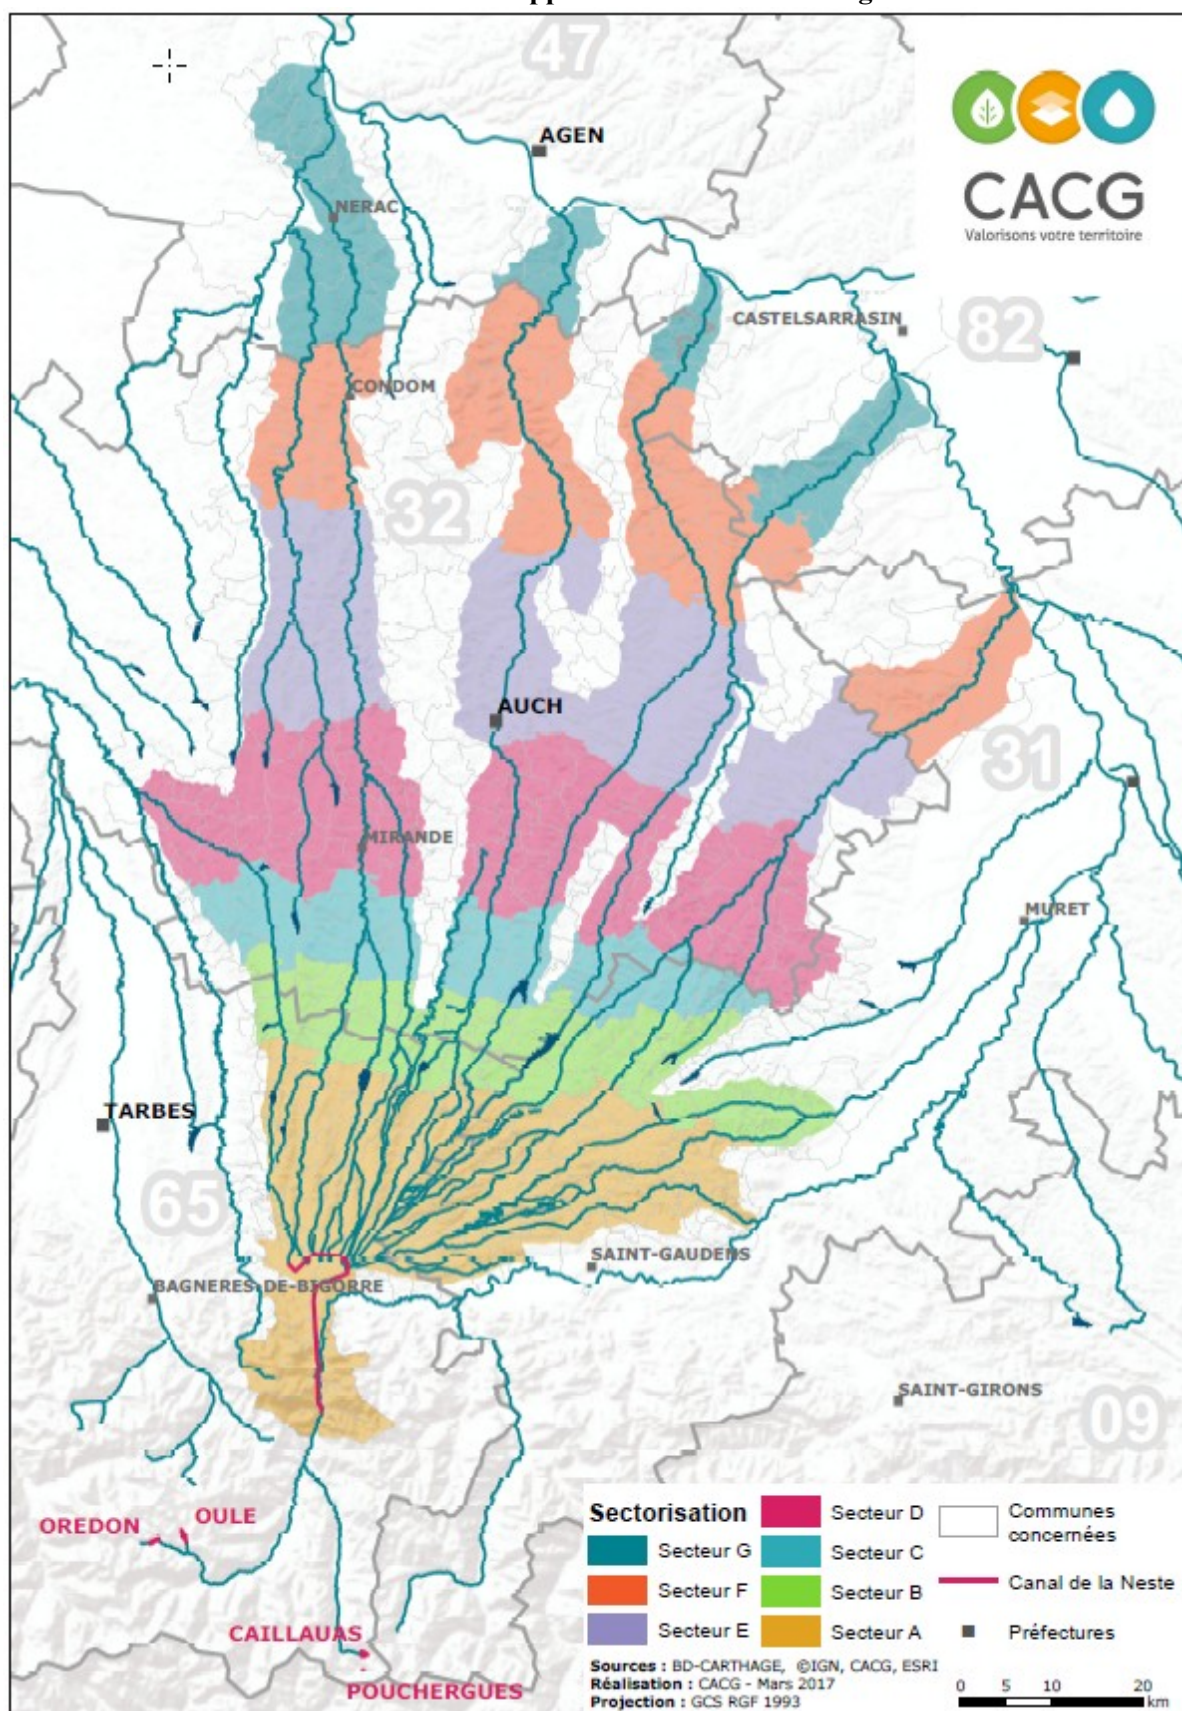 47
AGEN
CACG
Valorisons votre territoire
NERAC
CASTELSARRASIN
82
CONDOM
32
AUCH
31
MIRANDE
MURET
TARBES
65
SAINT-GAUDENS
BAGNERES-DE-BIGORRE
SAINT-GIRONS
09
OULE
OREDON
CAILLAUAS
POUCHERGUES
Sectorisation
Secteur G
Secteur F
Secteur E
Secteur D
Secteur C
Secteur B
Secteur A
Communes
concernées
Canal de la Neste
Préfectures
Sources : BD-CARTHAGE, ©IGN, CACG, ESRI
Réalisation : CACG - Mars 2017
Projection : GCS RGF 1993
0 5 10 20
km